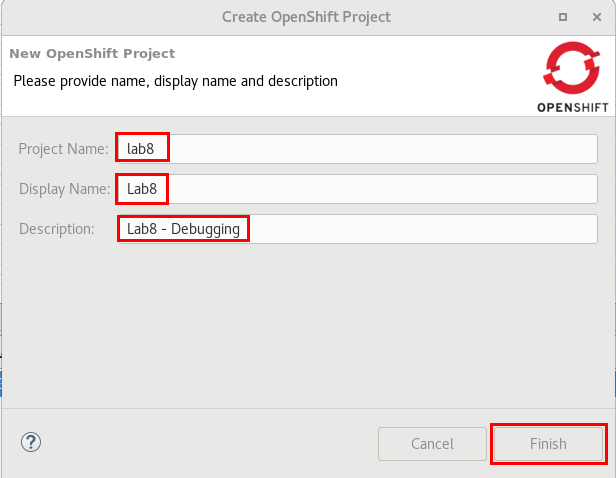 Create OpenShift Project
New OpenShift Project
Please provide name, display name and description
OPENSHIFT
Project Name: lab8
Display Name: Lab8
Description: Lab8 - Debugging
? Cancel Finish